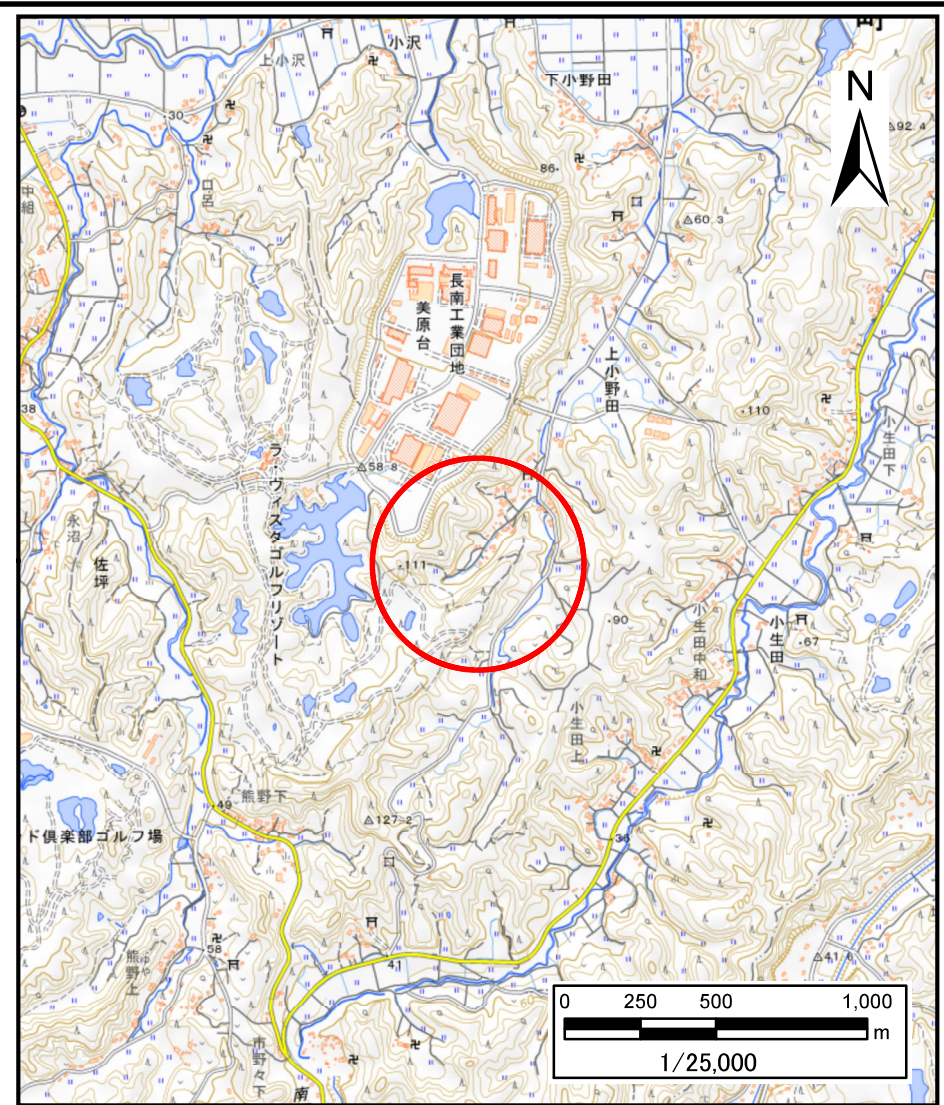 町
小沢
上小沢
下小野田
N
30
92.4
口呂
中組
86
60.3
長南工業団地
美原台
上小野田
110
38
小生田下
58.8
ラ・ヴィスタゴルフリゾート
永沼
佐坪
111
90
小生田中和
小生田
67
小生田上
熊野下
49
127.2
ド倶楽部ゴルフ場
36
熊野上
ゆや
58
41
41.6
市野々下
南
0 250 500 1,000
m
1/25,000